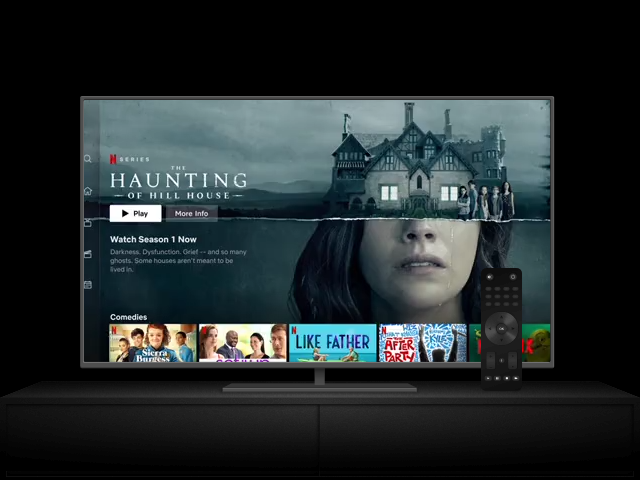 N SERIES
THE
HAUNTING
OF HILL HOUSE
Play
More Info
Watch Season 1 Now
Darkness. Dysfunction. Grief -- and so many
ghosts. Some houses aren't meant to be
lived in.
Comedies
Sierra
Burgess
LIKE FATHER
THE
AFTER
PARTY